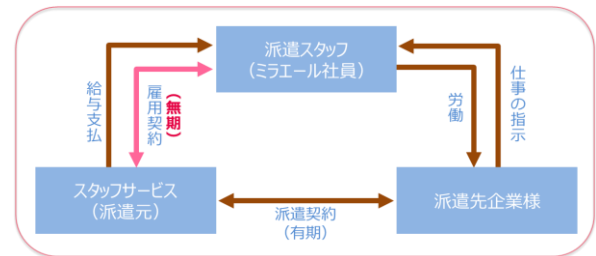 派遣スタッフ
(ミラエール社員)
給与支払
雇用契約
(無期)
労働
仕事の指示
スタッフサービス
(派遣元)
派遣契約
(有期)
派遣先企業様